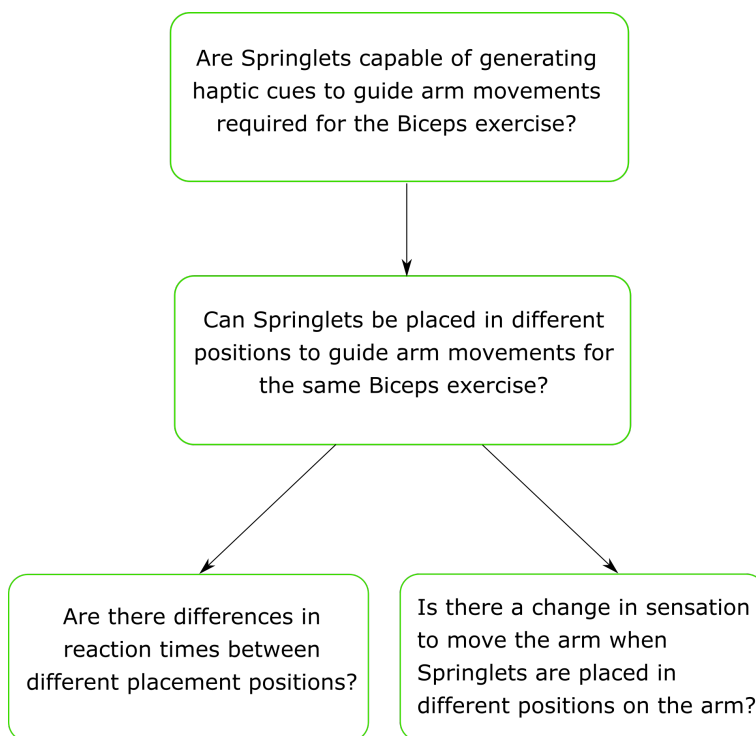 Are Springlets capable of generating
haptic cues to guide arm movements
required for the Biceps exercise?
Can Springlets be placed in different
positions to guide arm movements for
the same Biceps exercise?
Are there differences in
reaction times between
different placement positions?
Is there a change in sensation
to move the arm when
Springlets are placed in
different positions on the arm?